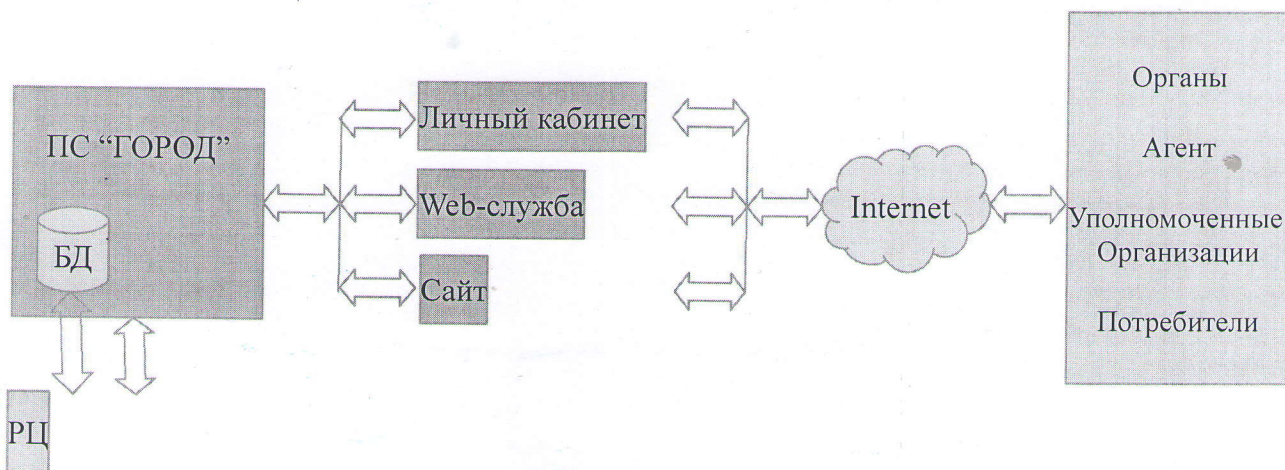 ПС “ГОРОД”
БД
РЦ
Личный кабинет
Web-служба
Сайт
Internet
Органы
Агент
Уполномоченные
Организации
Потребители